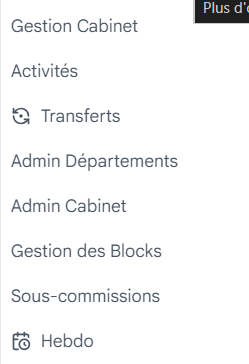 Plus d'
Gestion Cabinet
Activités
Transferts
Admin Départements
Admin Cabinet
Gestion des Blocks
Sous-commissions
Hebdo